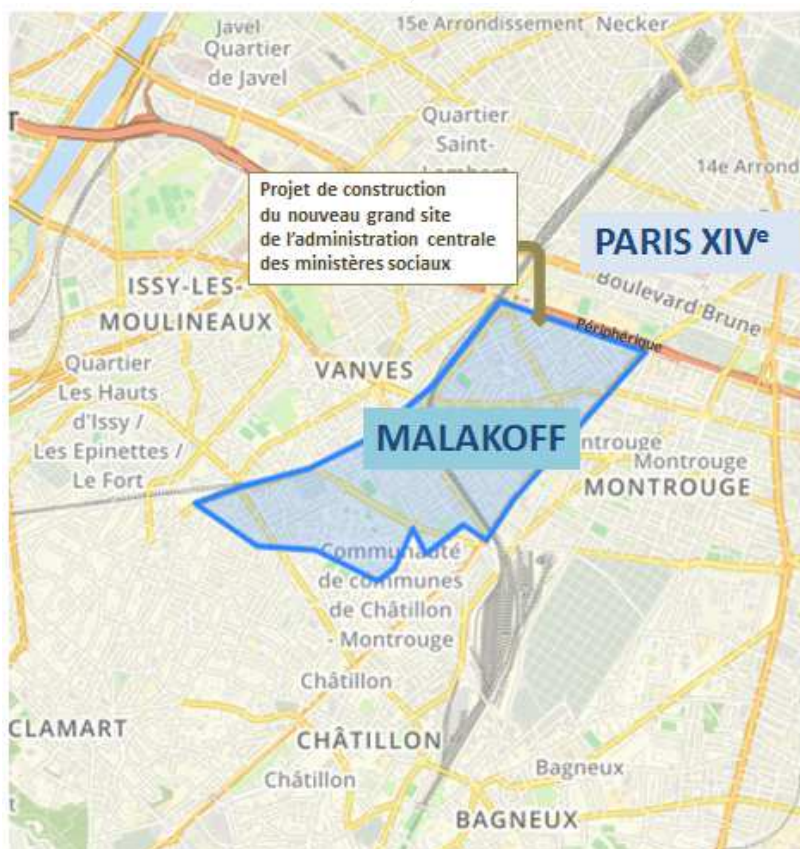 Javel
15e Arrondissement
Necker
Quartier
de Javel
T
Quartier
Saint-
Lambert
14e Arrond
Projet de construction
du nouveau grand site
de l'administration centrale
des ministères sociaux
PARIS XIVe
ISSY-LES-
MOULINEAUX
Boulevard Brune
Périphérique
Quartier
Les Hauts
d'Issy /
Les Epinettes /
Le Fort
VANVES
MALAKOFF
ntrouge
Montrouge
MONTROUGE
Communauté
de communes
de Châtillon
- Montrouge
Châtillon
CLAMART
CHÂTILLON
Châtillon
Bagneux
t
BAGNEUX